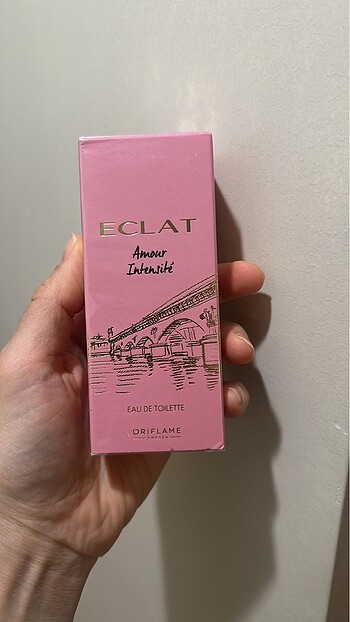 ECLAT
Amour
Intensité
EAU DE TOILETTE
ORIFLAME
SWEDEN